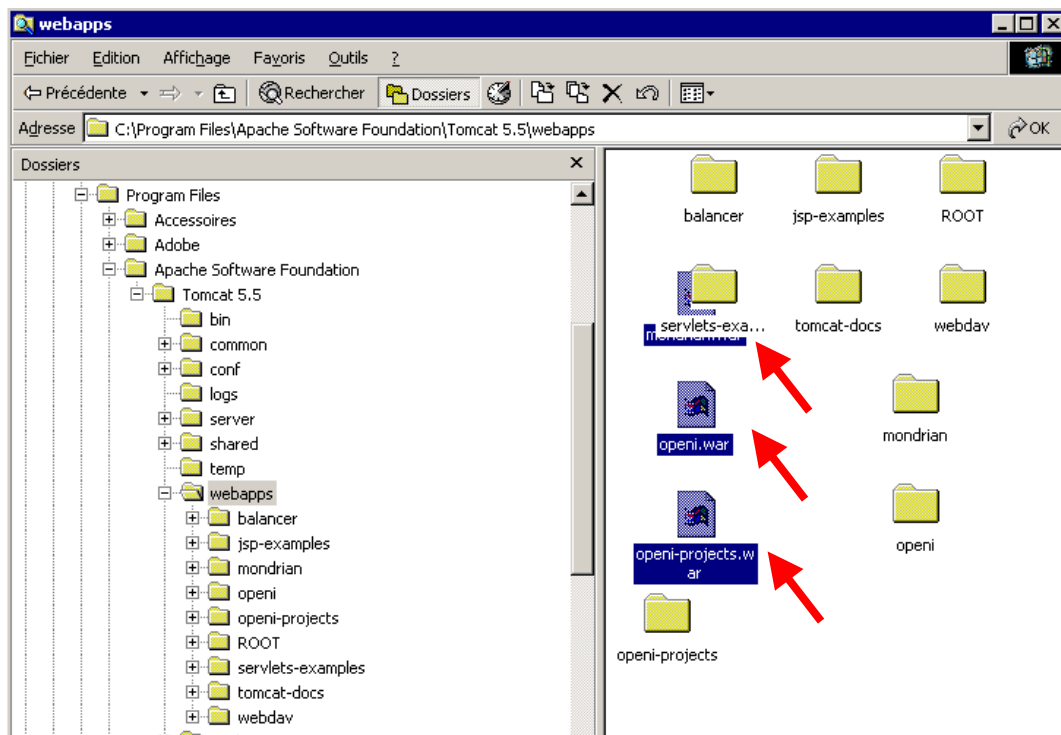 webapps
Fichier Edition Affichage Favoris Outils ?
Précédente Rechercher Dossiers
Adresse C:\Program Files\Apache Software Foundation\Tomcat 5.5\webapps OK
Dossiers
Program Files
Accessoires
Adobe
Apache Software Foundation
Tomcat 5.5
bin
common
conf
logs
server
shared
temp
webapps
balancer
jsp-examples
mondrian
openi
openi-projects
ROOT
servlets-examples
tomcat-docs
webdav
balancer jsp-examples ROOT
servlets-exa... tomcat-docs webdav
mondrian.war
openi.war
mondrian
openi-projects.w
ar
openi
openi-projects